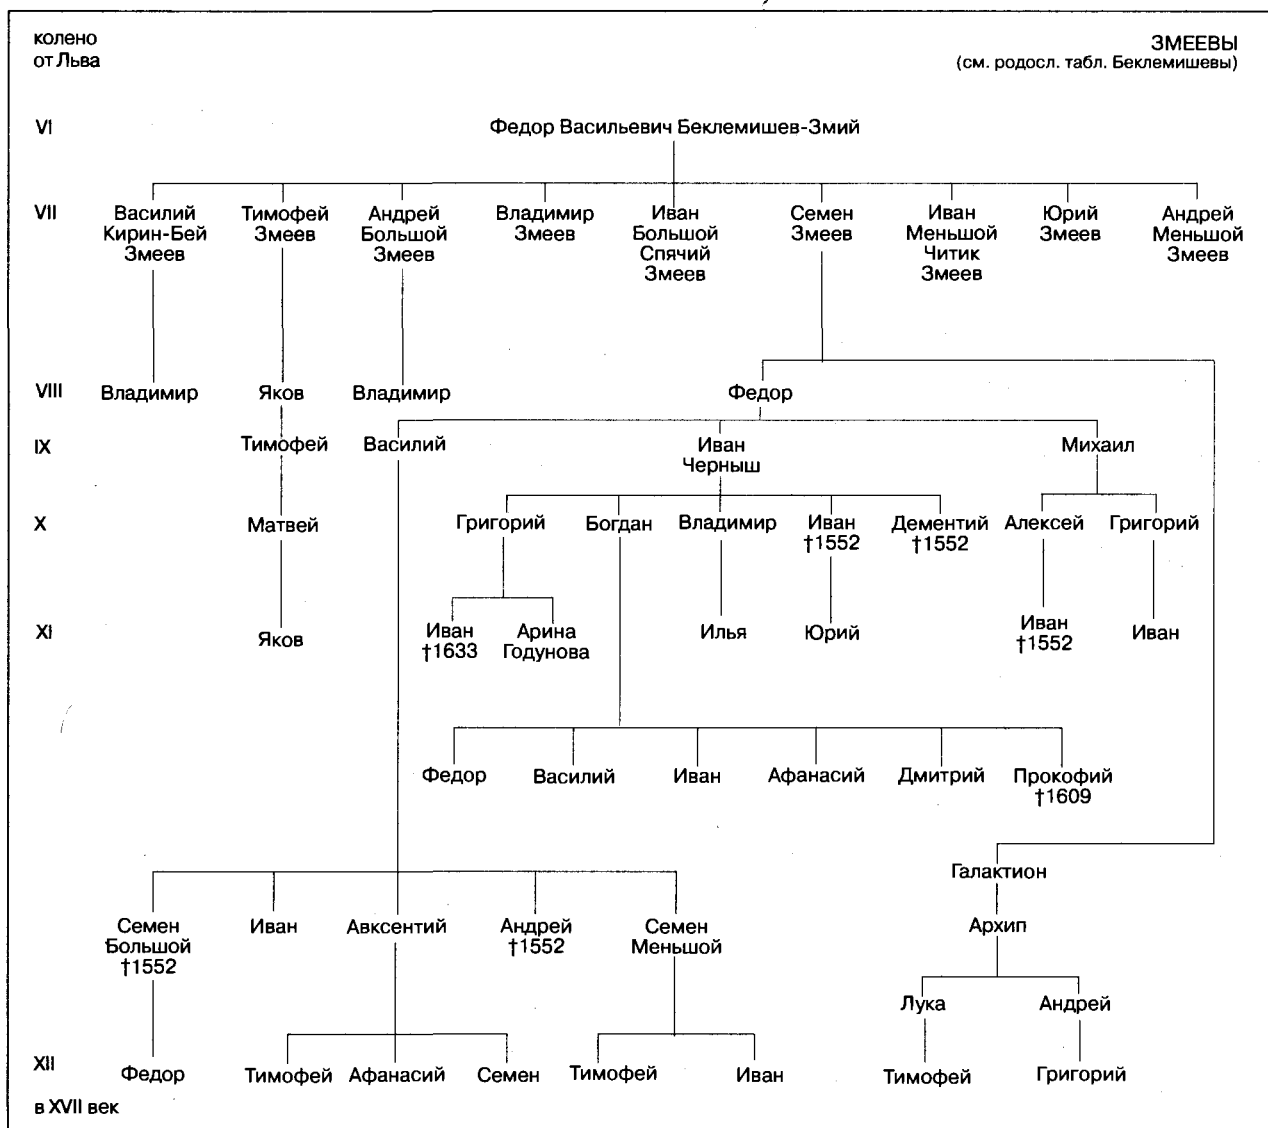 колено
от Льва
ЗМЕЕВЫ
(см. родосл. табл. Беклемишевы)
VI
Федор Васильевич Беклемишев-Змий
VII
Василий
Кирин-Бей
Змеев
Тимофей
Змеев
Андрей
Большой
Змеев
Владимир
Змеев
Иван
Большой
Спячий
Змеев
Семен
Змеев
Иван
Меньшой
Читик
Змеев
Юрий
Змеев
Андрей
Меньшой
Змеев
VIII
Владимир
Яков
Владимир
Федор
IX
Тимофей
Василий
Иван
Черныш
Михаил
X
Матвей
Григорий
Богдан
Владимир
Иван
†1552
Дементий
†1552
Алексей
Григорий
XI
Яков
Иван
†1633
Арина
Годунова
Илья
Юрий
Иван
†1552
Иван
Федор
Василий
Иван
Афанасий
Дмитрий
Прокофий
†1609
Галактион
Семен
Большой
†1552
Иван
Авксентий
Андрей
†1552
Семен
Меньшой
Архип
Лука
Андрей
XII
Федор
Тимофей
Афанасий
Семен
Тимофей
Иван
Тимофей
Григорий
в XVII век